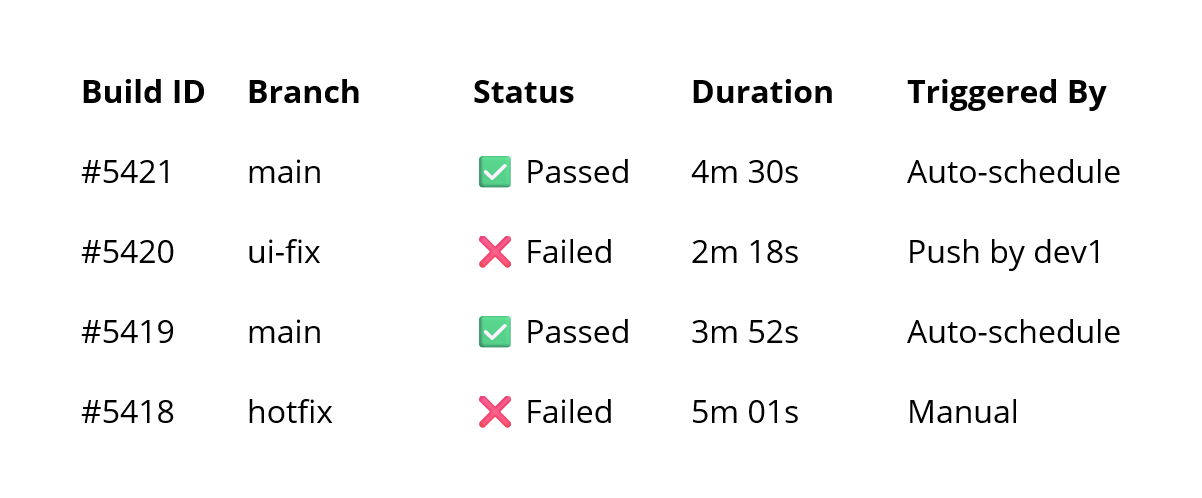 Build ID Branch Status Duration Triggered By
#5421 main ✅ Passed 4m 30s Auto-schedule
#5420 ui-fix ❌ Failed 2m 18s Push by dev1
#5419 main ✅ Passed 3m 52s Auto-schedule
#5418 hotfix ❌ Failed 5m 01s Manual